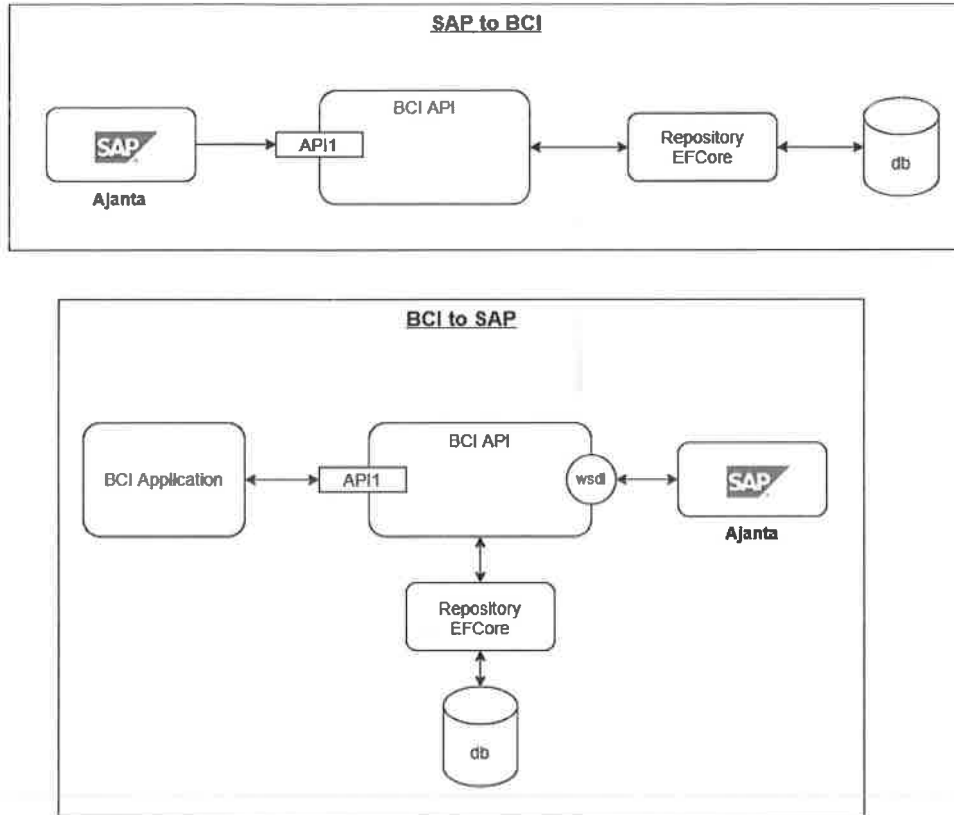 SAP to BCI
BCI API
SAP
API1
Repository
EFCore
db
Ajanta
BCI to SAP
BCI API
BCI Application
API1
wsdl
SAP
Ajanta
Repository
EFCore
db